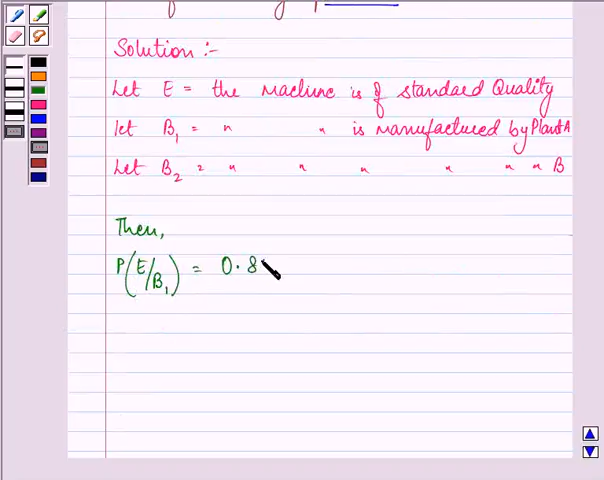 Solution :-
Let E = the machine is of standard Quality
let B1 = " " is manufactured by Plant A
Let B2 = " " " " " " B
Then,
P(E/B1) = 0.8